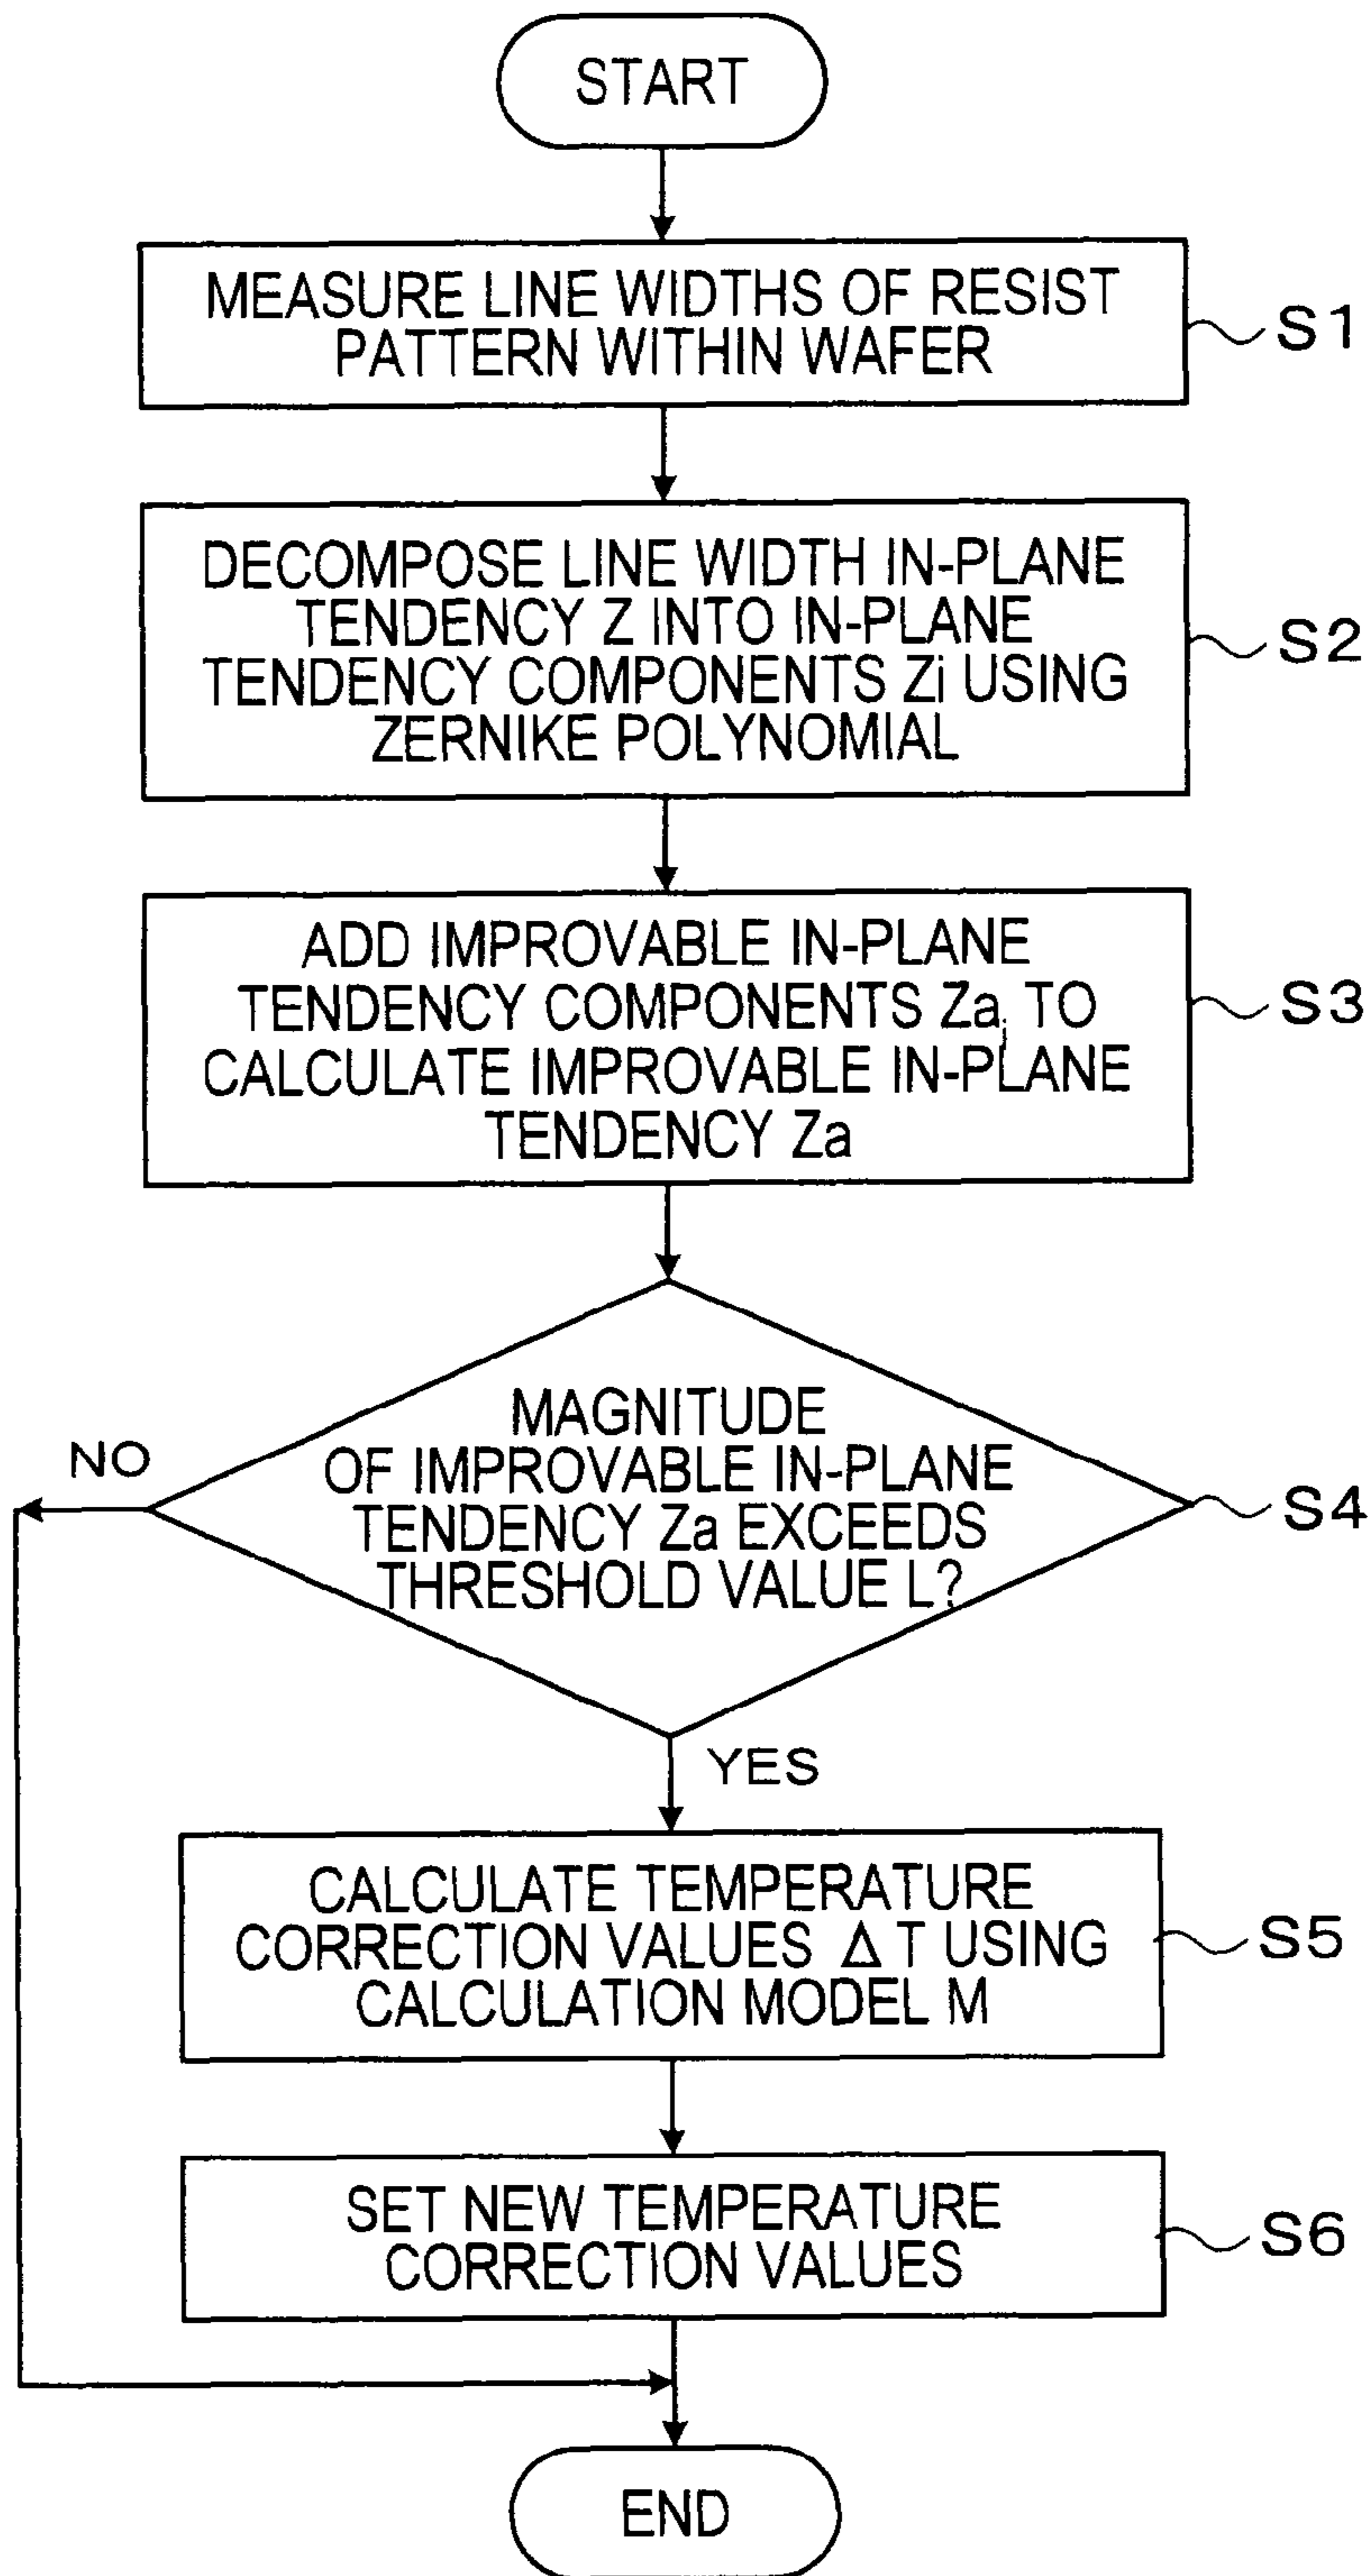 START
MEASURE LINE WIDTHS OF RESIST
PATTERN WITHIN WAFER
S1
DECOMPOSE LINE WIDTH IN-PLANE
TENDENCY Z INTO IN-PLANE
TENDENCY COMPONENTS Zi USING
ZERNIKE POLYNOMIAL
S2
ADD IMPROVABLE IN-PLANE
TENDENCY COMPONENTS Zai TO
CALCULATE IMPROVABLE IN-PLANE
TENDENCY Za
S3
MAGNITUDE
OF IMPROVABLE IN-PLANE
TENDENCY Za EXCEEDS
THRESHOLD VALUE L?
S4
NO
YES
CALCULATE TEMPERATURE
CORRECTION VALUES Δ T USING
CALCULATION MODEL M
S5
SET NEW TEMPERATURE
CORRECTION VALUES
S6
END